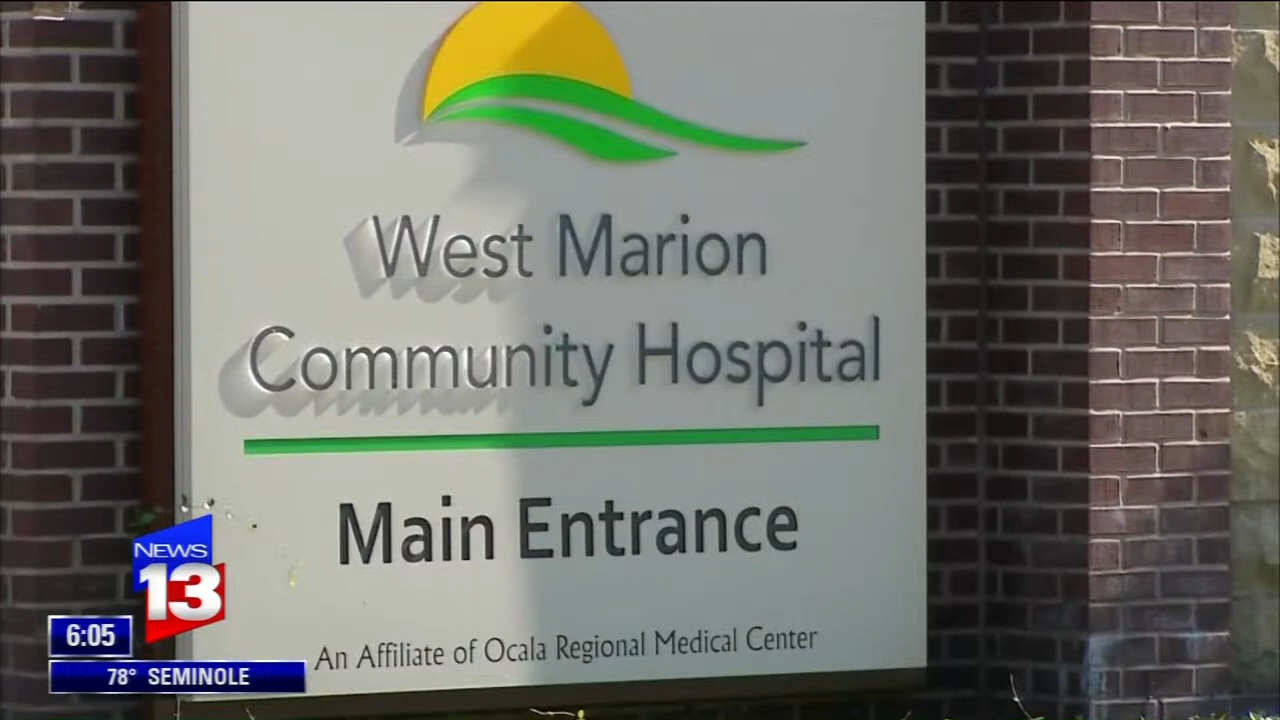 West Marion
Community Hospital
Main Entrance
An Affiliate of Ocala Regional Medical Center
NEWS
13
6:05
78° SEMINOLE